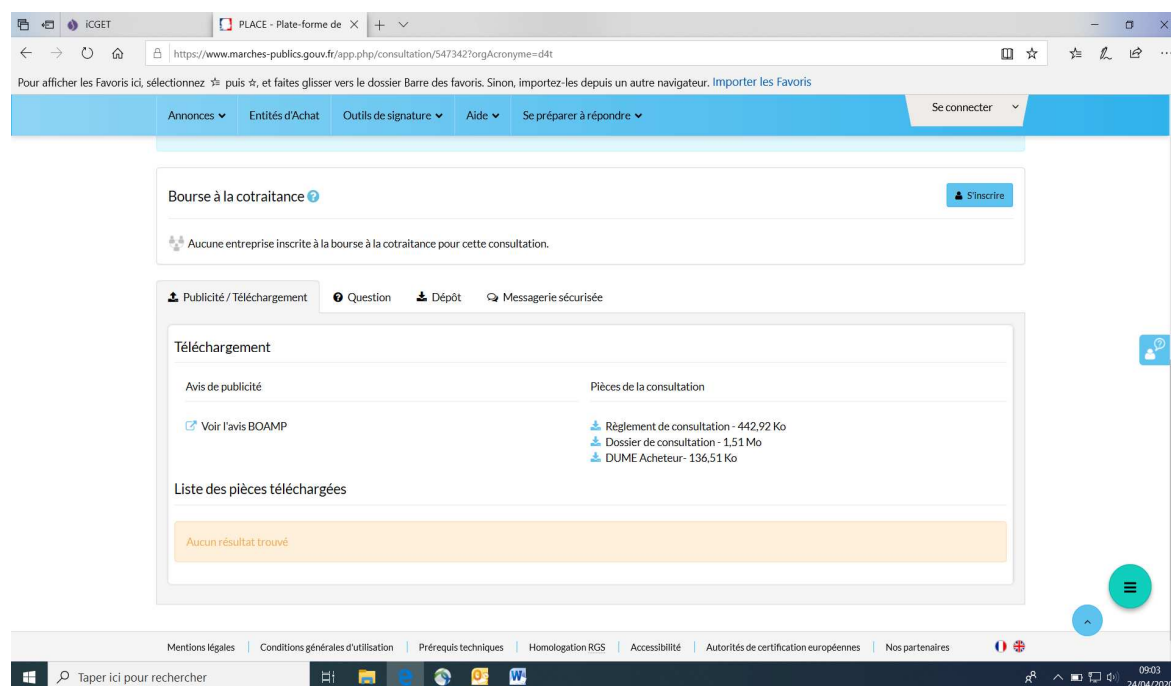 iCGET
PLACE - Plate-forme de
https://www.marches-publics.gouv.fr/app.php/consultation/547342?orgAcronyme=d4t
Pour afficher les Favoris ici, sélectionnez puis , et faites glisser vers le dossier Barre des favoris. Sinon, importez-les depuis un autre navigateur. Importer les Favoris
Annonces Entités d'Achat Outils de signature Aide Se préparer à répondre Se connecter
Bourse à la cotraitance ? S'inscrire
Aucune entreprise inscrite à la bourse à la cotraitance pour cette consultation.
Publicité / Téléchargement Question Dépôt Messagerie sécurisée
Téléchargement
Avis de publicité Pièces de la consultation
Voir l'avis BOAMP Règlement de consultation - 442,92 Ko
Dossier de consultation - 1,51 Mo
DUME Acheteur- 136,51 Ko
Liste des pièces téléchargées
Aucun résultat trouvé
Mentions légales | Conditions générales d'utilisation | Prérequis techniques | Homologation RGS | Accessibilité | Autorités de certification européennes | Nos partenaires
Taper ici pour rechercher 09:03